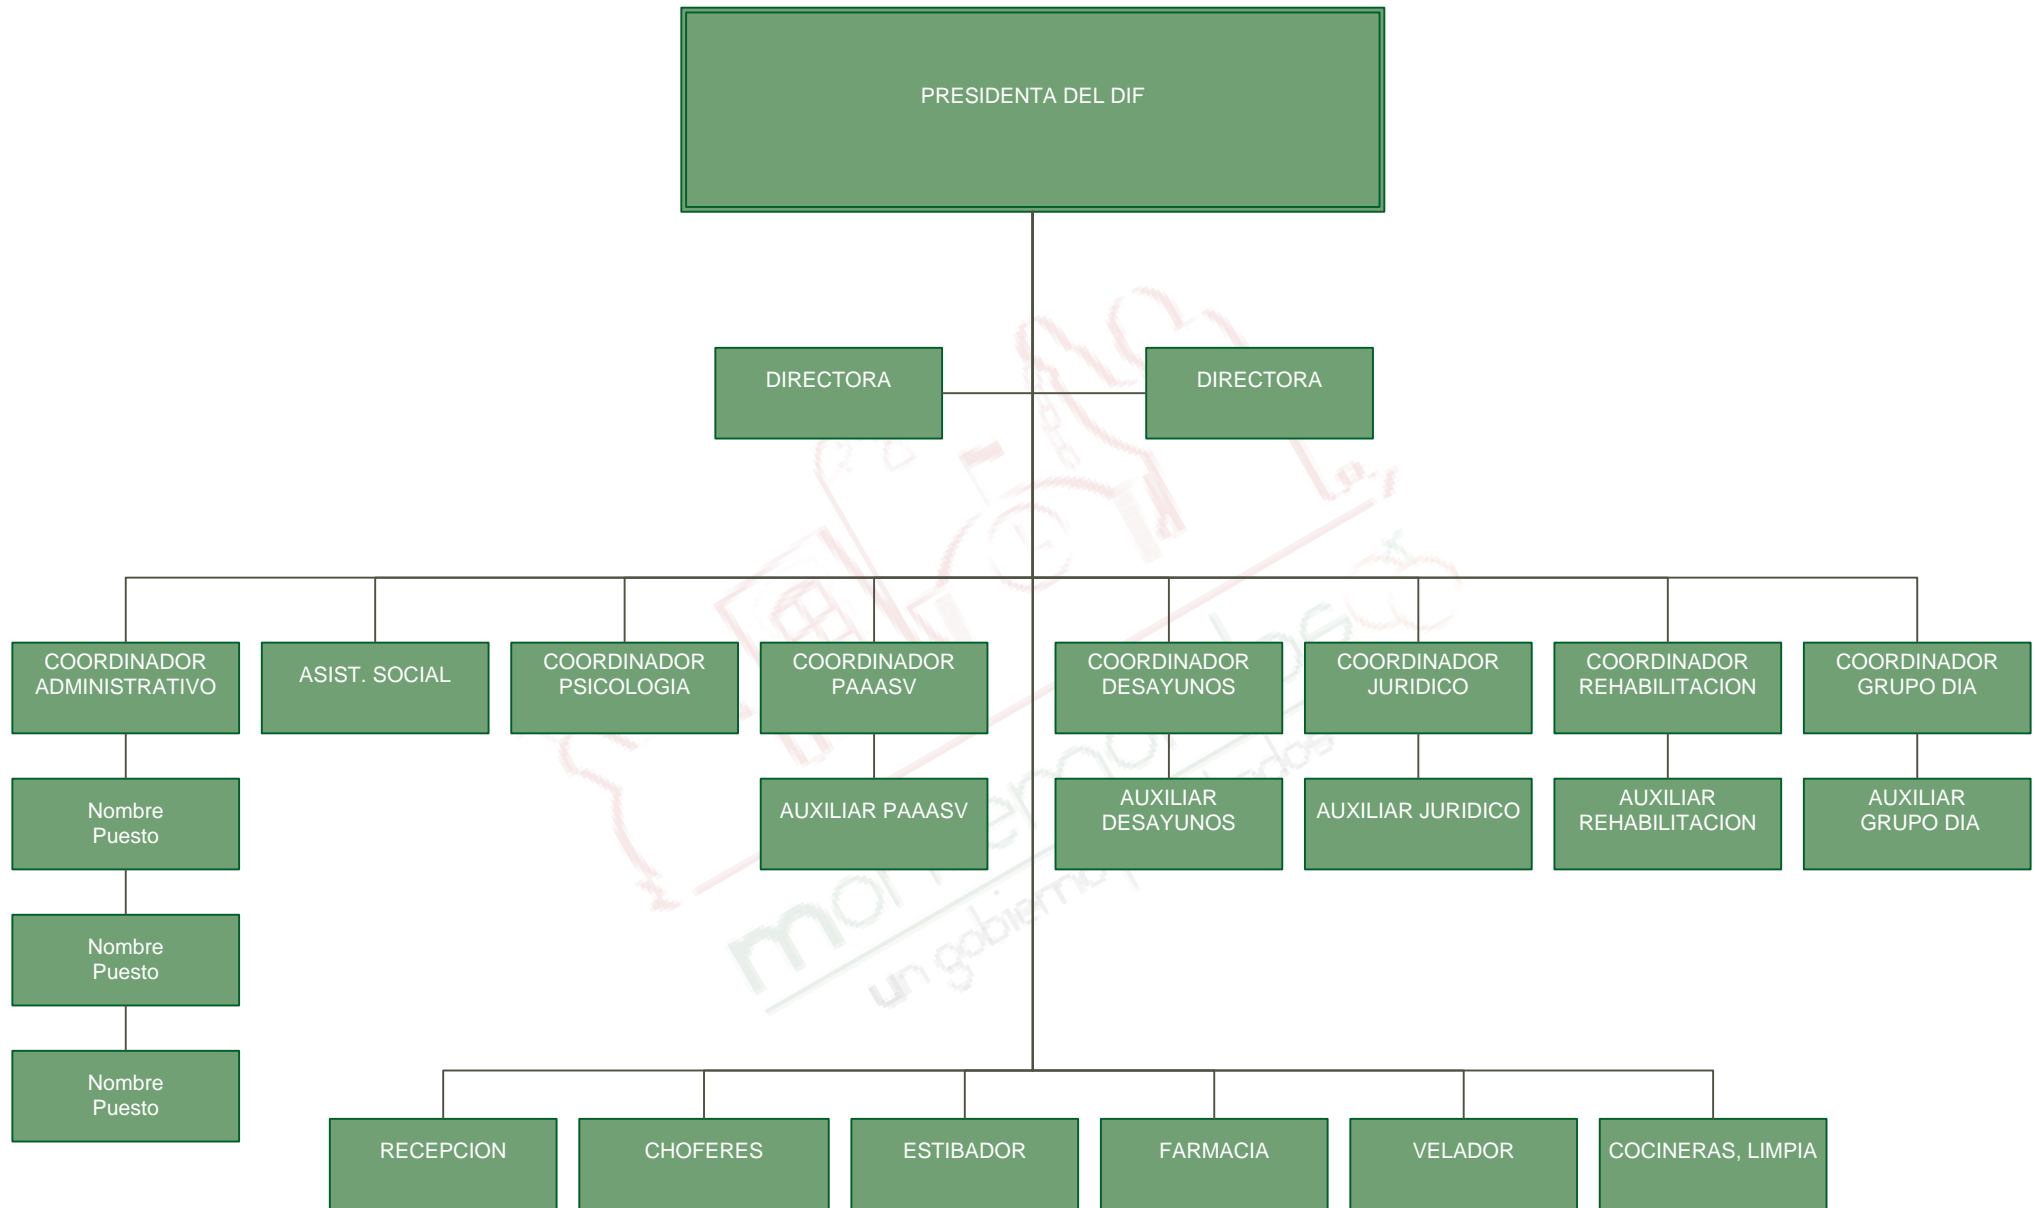 PRESIDENTA DEL DIF
DIRECTORA
DIRECTORA
COORDINADOR
ADMINISTRATIVO
ASIST. SOCIAL
COORDINADOR
PSICOLOGIA
COORDINADOR
PAAASV
COORDINADOR
DESAYUNOS
COORDINADOR
JURIDICO
COORDINADOR
REHABILITACION
COORDINADOR
GRUPO DIA
Nombre
Puesto
AUXILIAR PAAASV
AUXILIAR
DESAYUNOS
AUXILIAR JURIDICO
AUXILIAR
REHABILITACION
AUXILIAR
GRUPO DIA
Nombre
Puesto
Nombre
Puesto
RECEPCION
CHOFERES
ESTIBADOR
FARMACIA
VELADOR
COCINERAS, LIMPIA
un gobierno